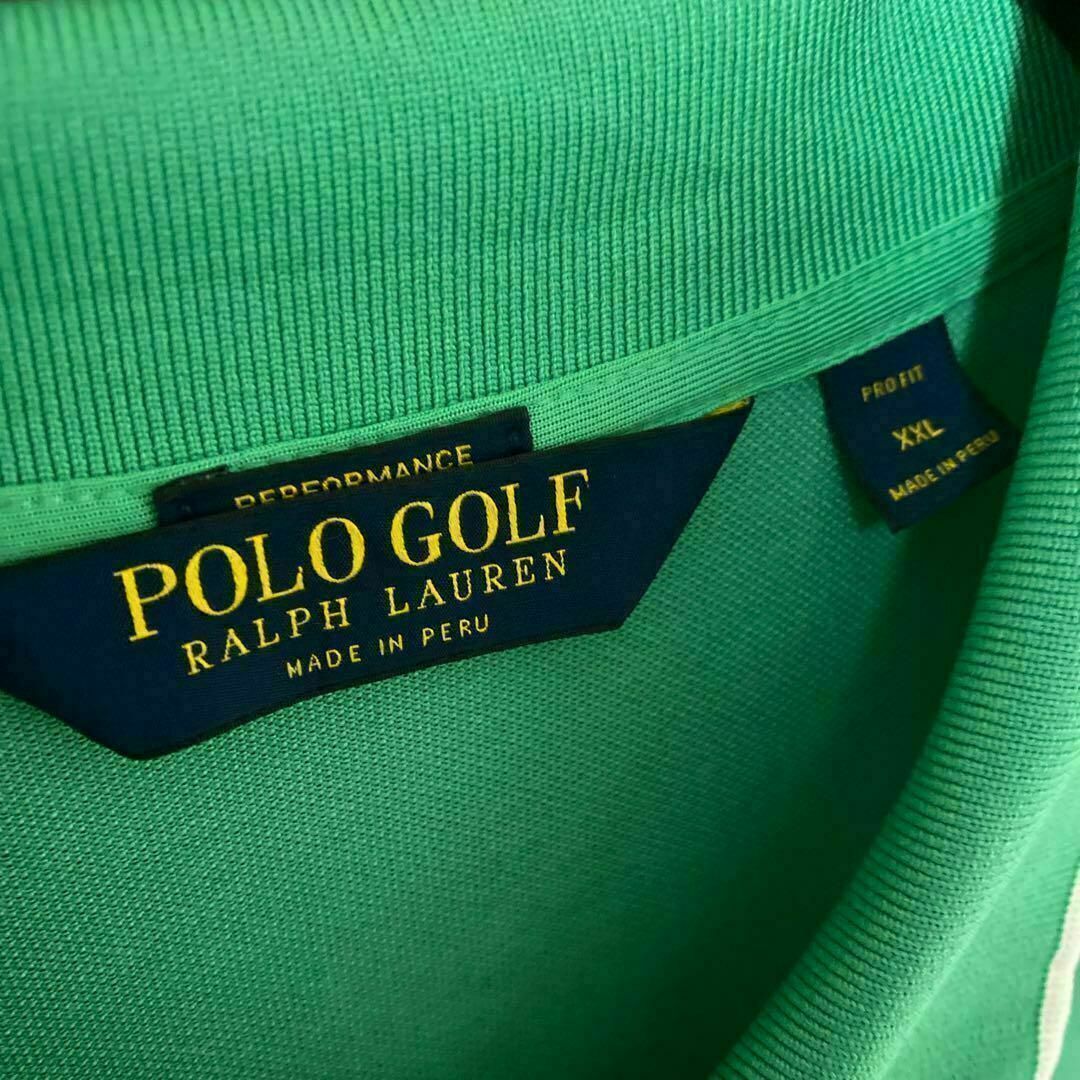 PERFORMANCE
POLO GOLF
RALPH LAUREN
MADE IN PERU
PRO FIT
XXL
MADE IN PERU